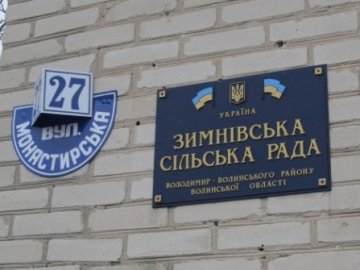 27
ВУЛ.
МОНАСТИРСЬКА
УКРАЇНА
ЗИМНІВСЬКА
СІЛЬСЬКА РАДА
ВОЛОДИМИР-ВОЛИНСЬКОГО РАЙОНУ
ВОЛИНСЬКОЇ ОБЛАСТІ